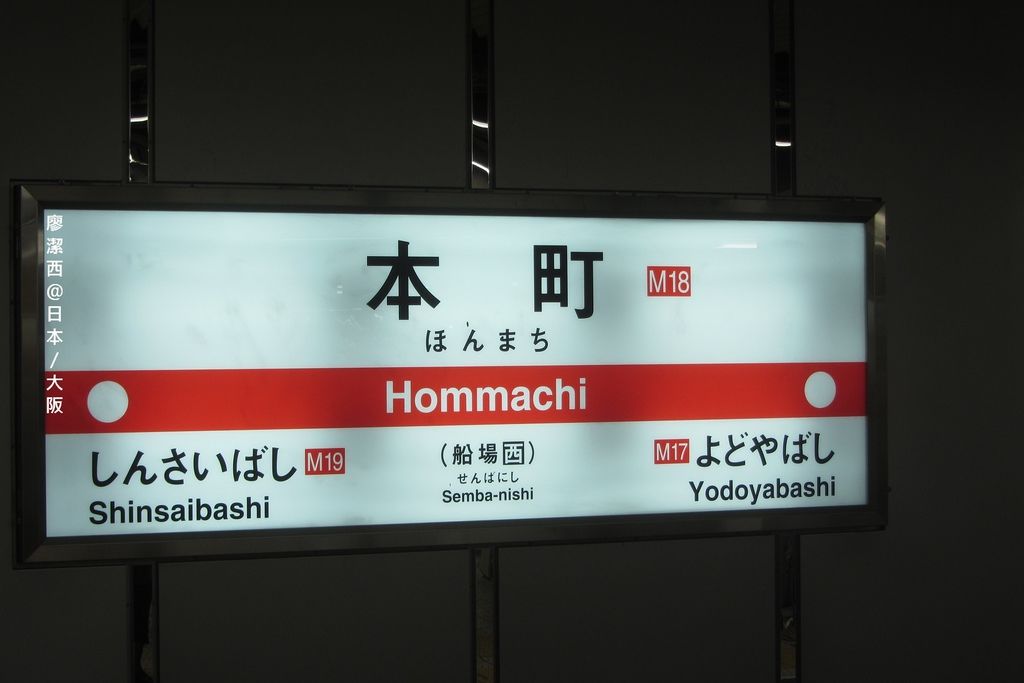 廖潔西@日本/大阪
本町 M18
ほんまち
Hommachi
しんさいばし M19
Shinsaibashi
(船場西)
せんばにし
Semba-nishi
M17 よどやばし
Yodoyabashi